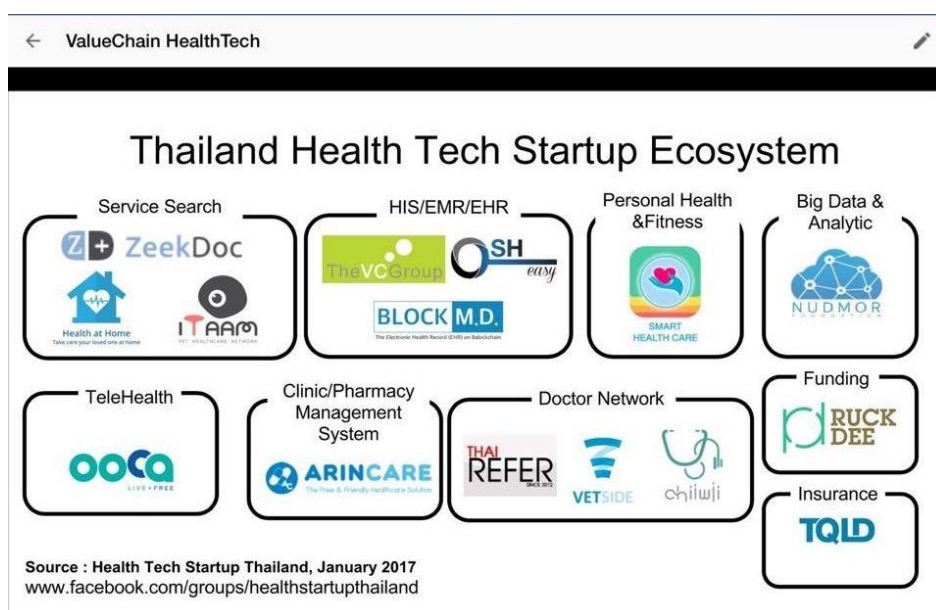 ValueChain HealthTech
Thailand Health Tech Startup Ecosystem
Service Search
Z+ ZeekDoc
Health at Home
Take care your loved one at home
ITAAM
PET HEALTHCARE NETWORK
HIS/EMR/EHR
TheVCGroup
OSH
easy
BLOCK M.D.
The Electronic Health Record (EHR) on Balockchain
Personal Health
&Fitness
SMART
HEALTH CARE
Big Data &
Analytic
NUDMOR
FOUNDATION
TeleHealth
ooca
LIVE+FREE
Clinic/Pharmacy
Management
System
ARINCARE
The Free & Friendly Healthcare Solution
Doctor Network
THAI
REFER
SINCE 2012
VETSIDE
chiiwii
Funding
RUCK
DEE
Insurance
TQLD
Source : Health Tech Startup Thailand, January 2017
www.facebook.com/groups/healthstartupthailand